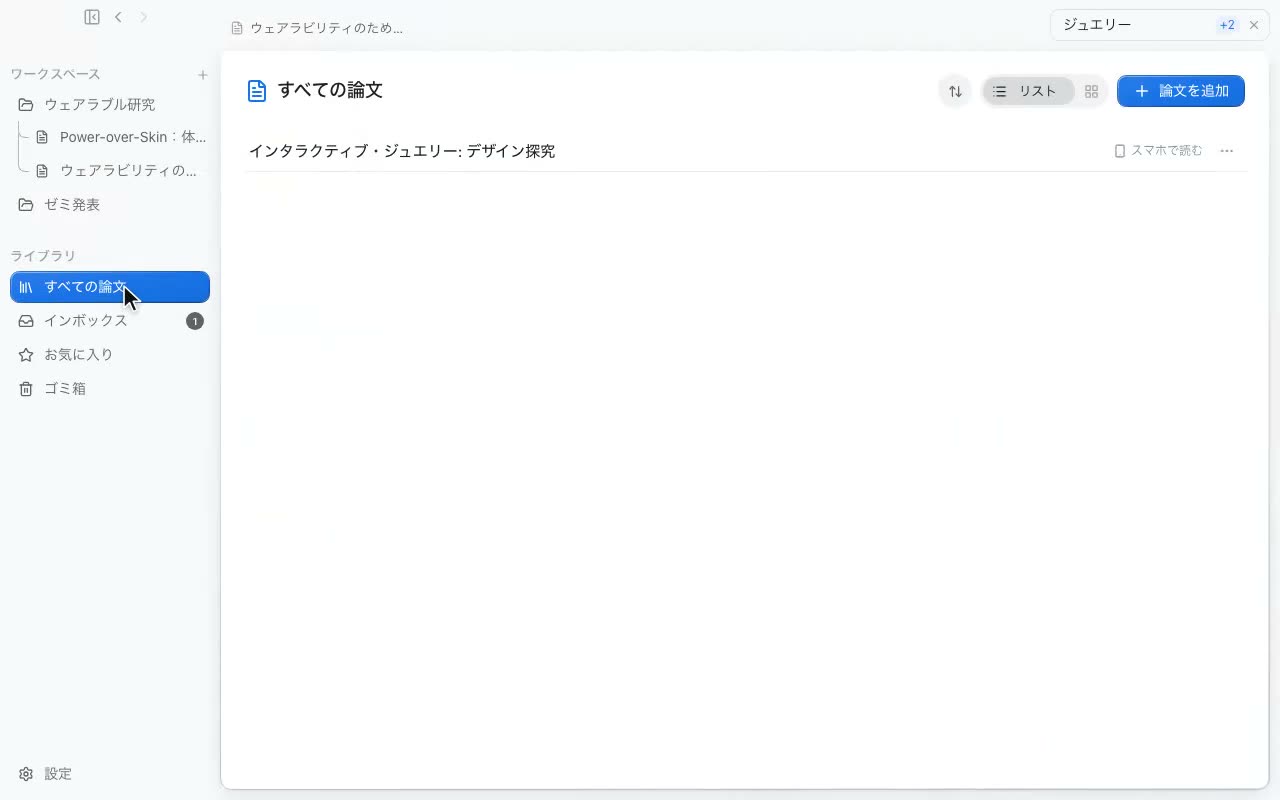 ウェアラビリティのため...
ジュエリー +2
ワークスペース
ウェアラブル研究
Power-over-Skin：体...
ウェアラビリティの...
ゼミ発表
ライブラリ
すべての論文
インボックス 1
お気に入り
ゴミ箱
設定
すべての論文
リスト
論文を追加
インタラクティブ・ジュエリー: デザイン探究
スマホで読む